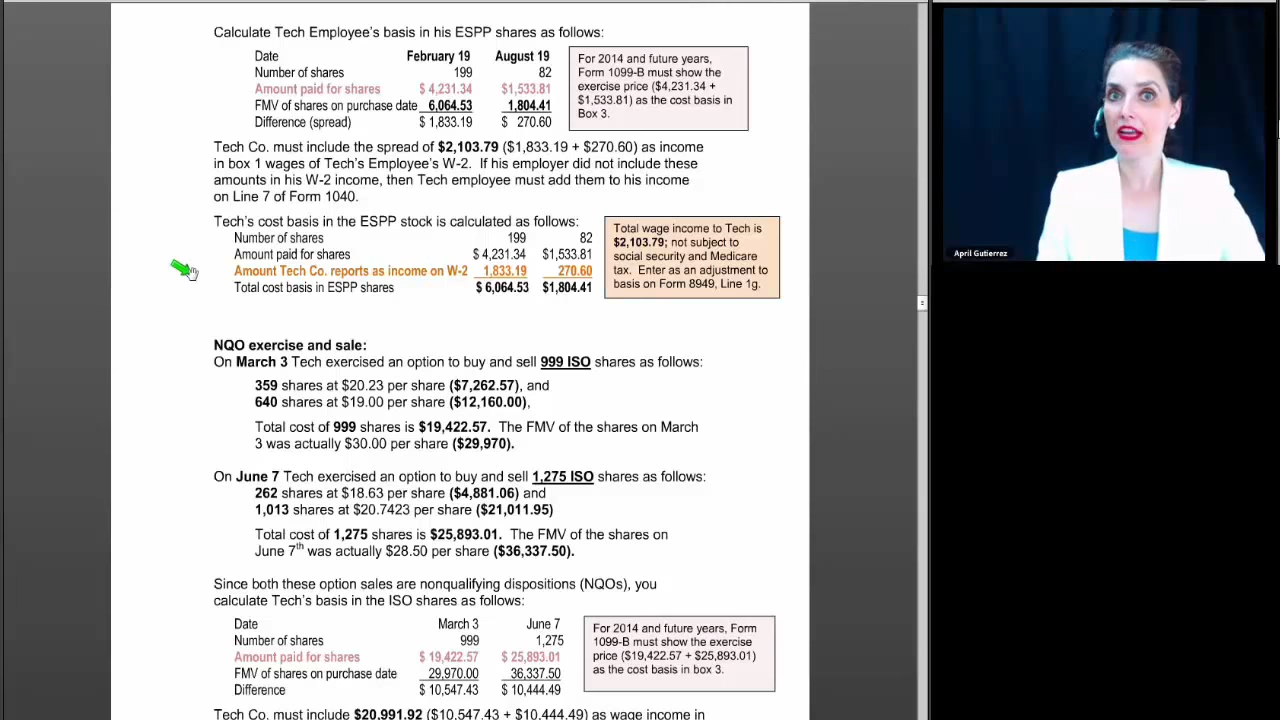 Calculate Tech Employee's basis in his ESPP shares as follows:
Date February 19 August 19
Number of shares 199 82
Amount paid for shares $ 4,231.34 $1,533.81
FMV of shares on purchase date 6,064.53 1,804.41
Difference (spread) $ 1,833.19 $ 270.60
For 2014 and future years,
Form 1099-B must show the
exercise price ($4,231.34 +
$1,533.81) as the cost basis in
Box 3.
Tech Co. must include the spread of $2,103.79 ($1,833.19 + $270.60) as income
in box 1 wages of Tech's Employee's W-2. If his employer did not include these
amounts in his W-2 income, then Tech employee must add them to his income
on Line 7 of Form 1040.
Tech's cost basis in the ESPP stock is calculated as follows:
Number of shares 199 82
Amount paid for shares $ 4,231.34 $1,533.81
Amount Tech Co. reports as income on W-2 1,833.19 270.60
Total cost basis in ESPP shares $ 6,064.53 $1,804.41
Total wage income to Tech is
$2,103.79; not subject to
social security and Medicare
tax. Enter as an adjustment to
basis on Form 8949, Line 1g.
NQO exercise and sale:
On March 3 Tech exercised an option to buy and sell 999 ISO shares as follows:
359 shares at $20.23 per share ($7,262.57), and
640 shares at $19.00 per share ($12,160.00),
Total cost of 999 shares is $19,422.57. The FMV of the shares on March
3 was actually $30.00 per share ($29,970).
On June 7 Tech exercised an option to buy and sell 1,275 ISO shares as follows:
262 shares at $18.63 per share ($4,881.06) and
1,013 shares at $20.7423 per share ($21,011.95)
Total cost of 1,275 shares is $25,893.01. The FMV of the shares on
June 7th was actually $28.50 per share ($36,337.50).
Since both these option sales are nonqualifying dispositions (NQOs), you
calculate Tech's basis in the ISO shares as follows:
Date March 3 June 7
Number of shares 999 1,275
Amount paid for shares $ 19,422.57 $ 25,893.01
FMV of shares on purchase date 29,970.00 36,337.50
Difference $ 10,547.43 $ 10,444.49
For 2014 and future years, Form
1099-B must show the exercise
price ($19,422.57 + $25,893.01)
as the cost basis in box 3.
Tech Co. must include $20,991.92 ($10,547.43 + $10,444.49) as wage income in
April Gutierrez